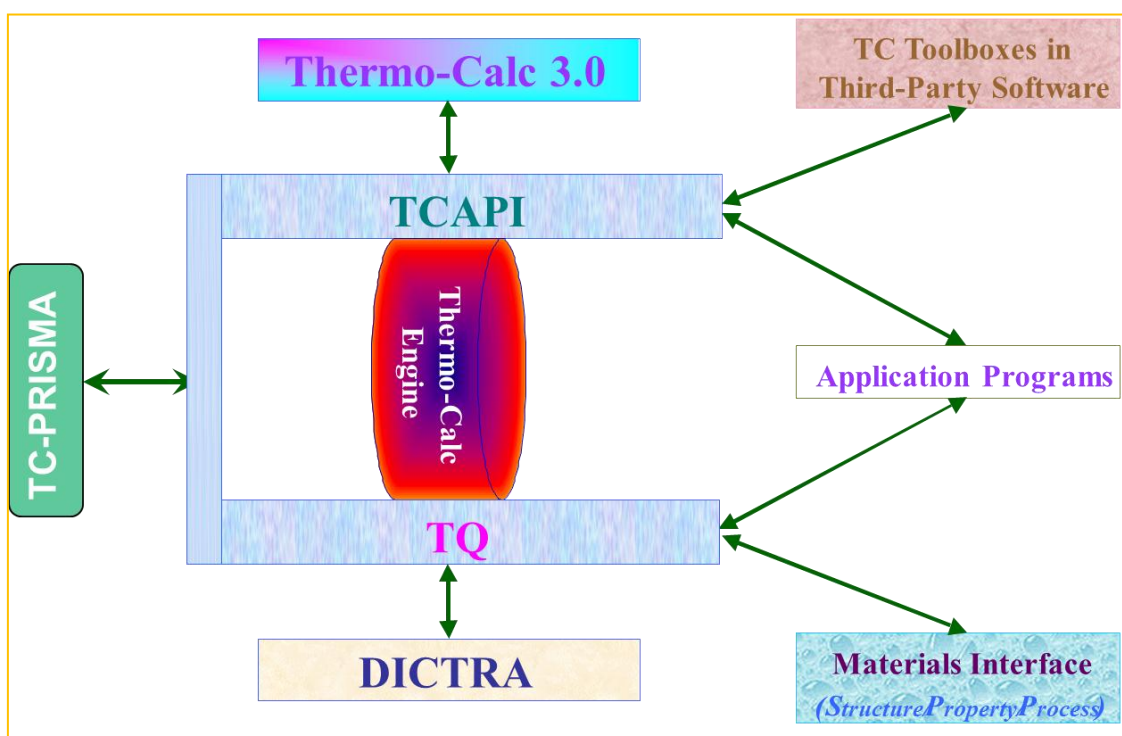 Thermo-Calc 3.0
TC Toolboxes in
Third-Party Software
TCAPI
TC-PRISMA
Thermo-Calc
Engine
Application Programs
TQ
DICTRA
Materials Interface
(StructurePropertyProcess)